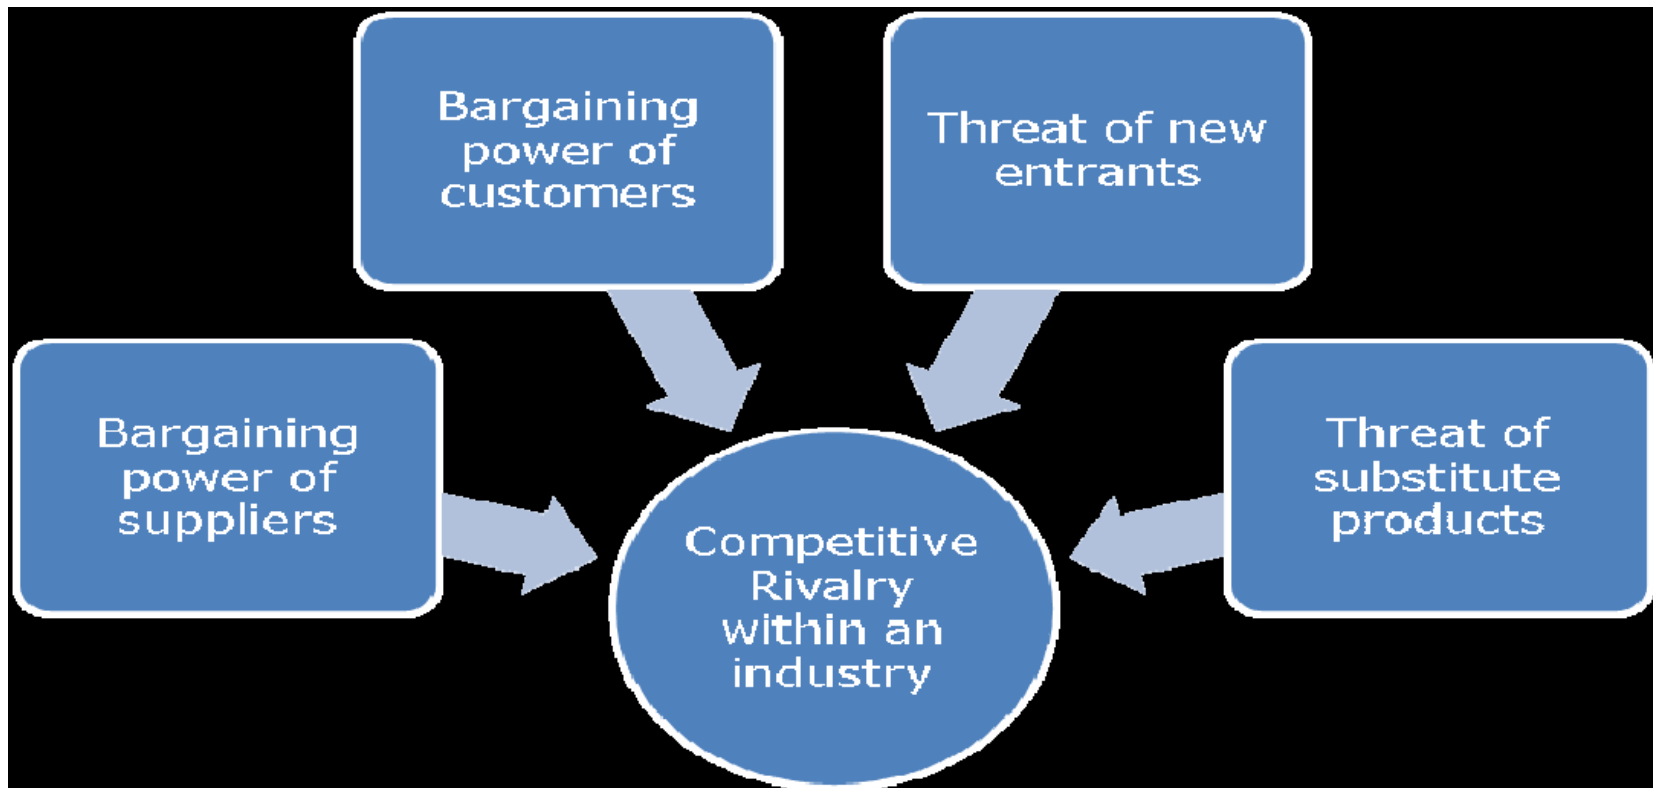 Bargaining
power of
customers
Threat of new
entrants
Bargaining
power of
suppliers
Threat of
substitute
products
Competitive
Rivalry
within an
industry